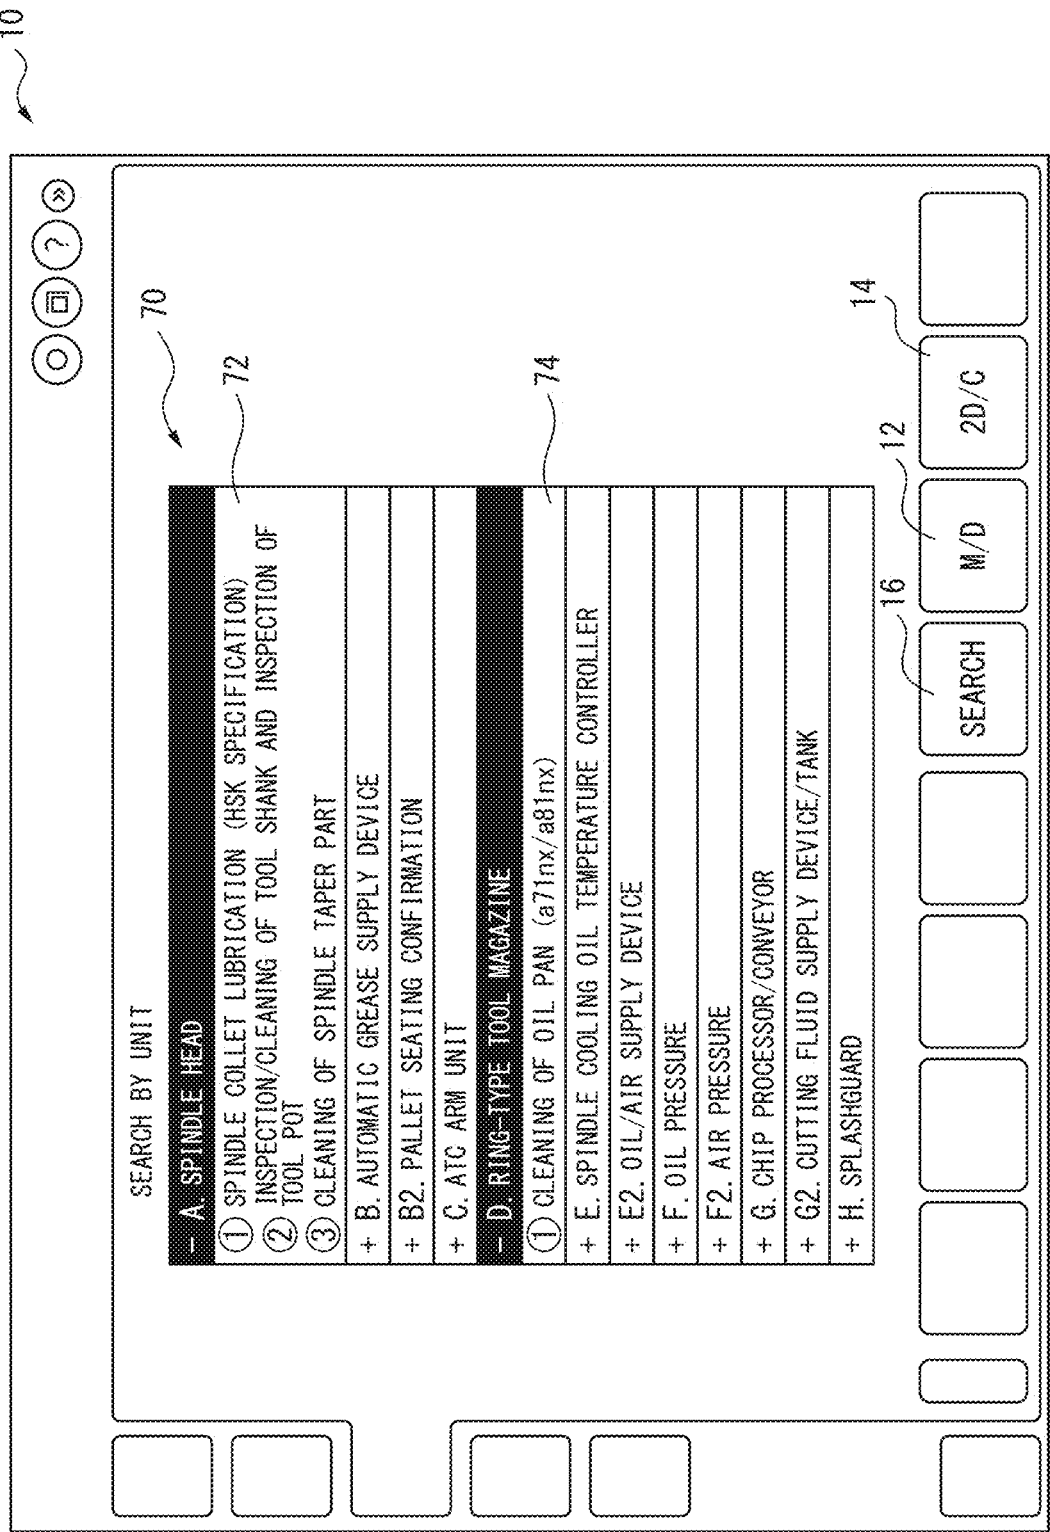 10
?
»
SEARCH BY UNIT
70
- A. SPINDLE HEAD
① SPINDLE COLLET LUBRICATION (HSK SPECIFICATION)
72
② INSPECTION/CLEANING OF TOOL SHANK AND INSPECTION OF
TOOL POT
③ CLEANING OF SPINDLE TAPER PART
+ B. AUTOMATIC GREASE SUPPLY DEVICE
+ B2. PALLET SEATING CONFIRMATION
+ C. ATC ARM UNIT
- D. RING-TYPE TOOL MAGAZINE
① CLEANING OF OIL PAN (a71nx/a81nx)
74
+ E. SPINDLE COOLING OIL TEMPERATURE CONTROLLER
+ E2. OIL/AIR SUPPLY DEVICE
+ F. OIL PRESSURE
+ F2. AIR PRESSURE
+ G. CHIP PROCESSOR/CONVEYOR
+ G2. CUTTING FLUID SUPPLY DEVICE/TANK
+ H. SPLASHGUARD
16
12
14
SEARCH
M/D
2D/C